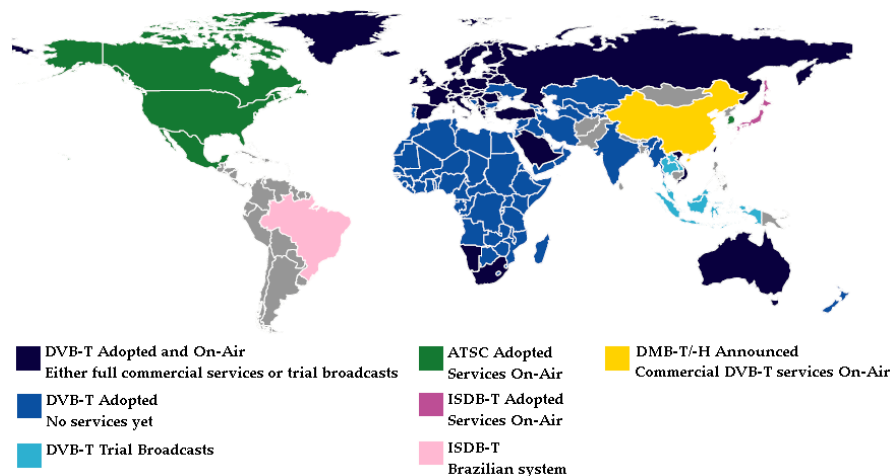 DVB-T Adopted and On-Air
Either full commercial services or trial broadcasts
DVB-T Adopted
No services yet
DVB-T Trial Broadcasts
ATSC Adopted
Services On-Air
ISDB-T Adopted
Services On-Air
ISDB-T
Brazilian system
DMB-T/-H Announced
Commercial DVB-T services On-Air